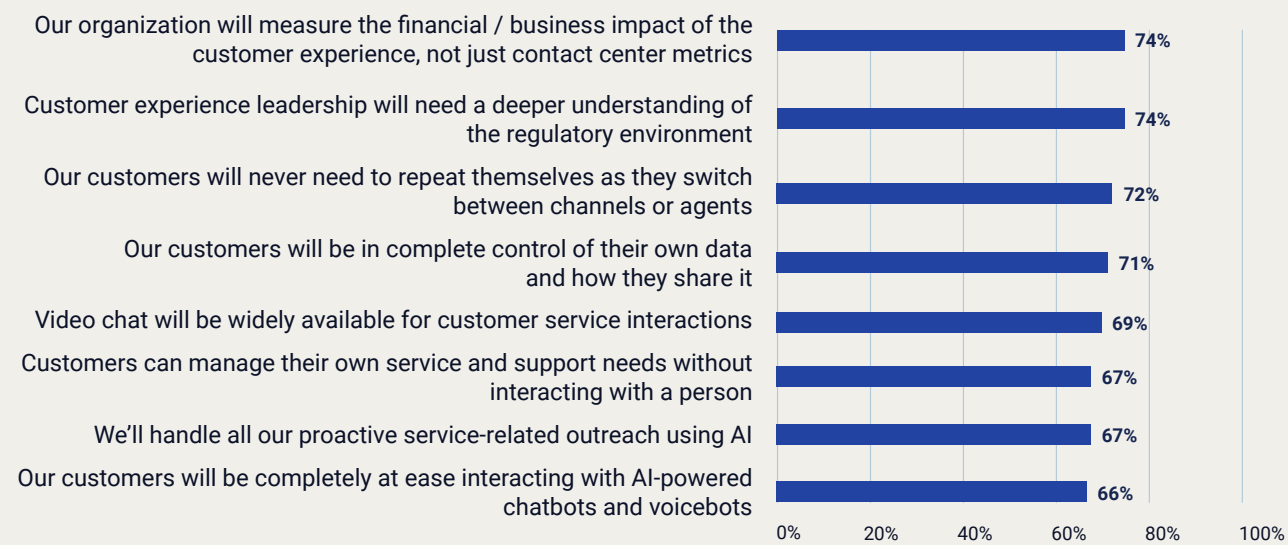 Our organization will measure the financial / business impact of the
customer experience, not just contact center metrics
74%
Customer experience leadership will need a deeper understanding of
the regulatory environment
74%
Our customers will never need to repeat themselves as they switch
between channels or agents
72%
Our customers will be in complete control of their own data
and how they share it
71%
Video chat will be widely available for customer service interactions
69%
Customers can manage their own service and support needs without
interacting with a person
67%
We’ll handle all our proactive service-related outreach using AI
67%
Our customers will be completely at ease interacting with AI-powered
chatbots and voicebots
66%
0% 20% 40% 60% 80% 100%